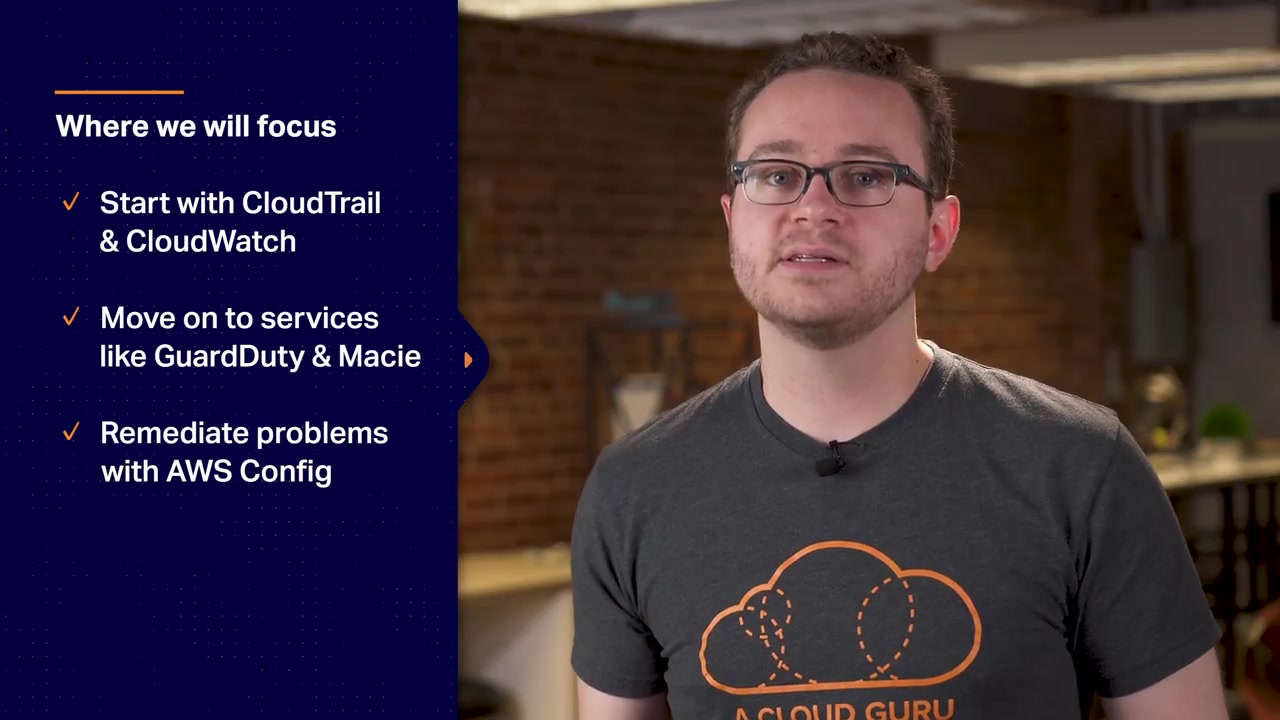 Where we will focus
✓ Start with CloudTrail
& CloudWatch
✓ Move on to services
like GuardDuty & Macie
✓ Remediate problems
with AWS Config
A CLOUD GURU